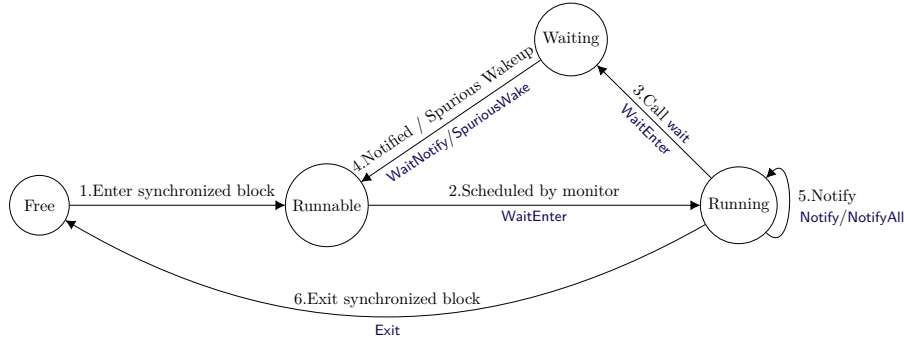 Waiting
4.Notified / Spurious Wakeup
WaitNotify/SpuriousWake
3.Call wait
WaitEnter
Free
1.Enter synchronized block
Runnable
2.Scheduled by monitor
WaitEnter
Running
5.Notify
Notify/NotifyAll
6.Exit synchronized block
Exit